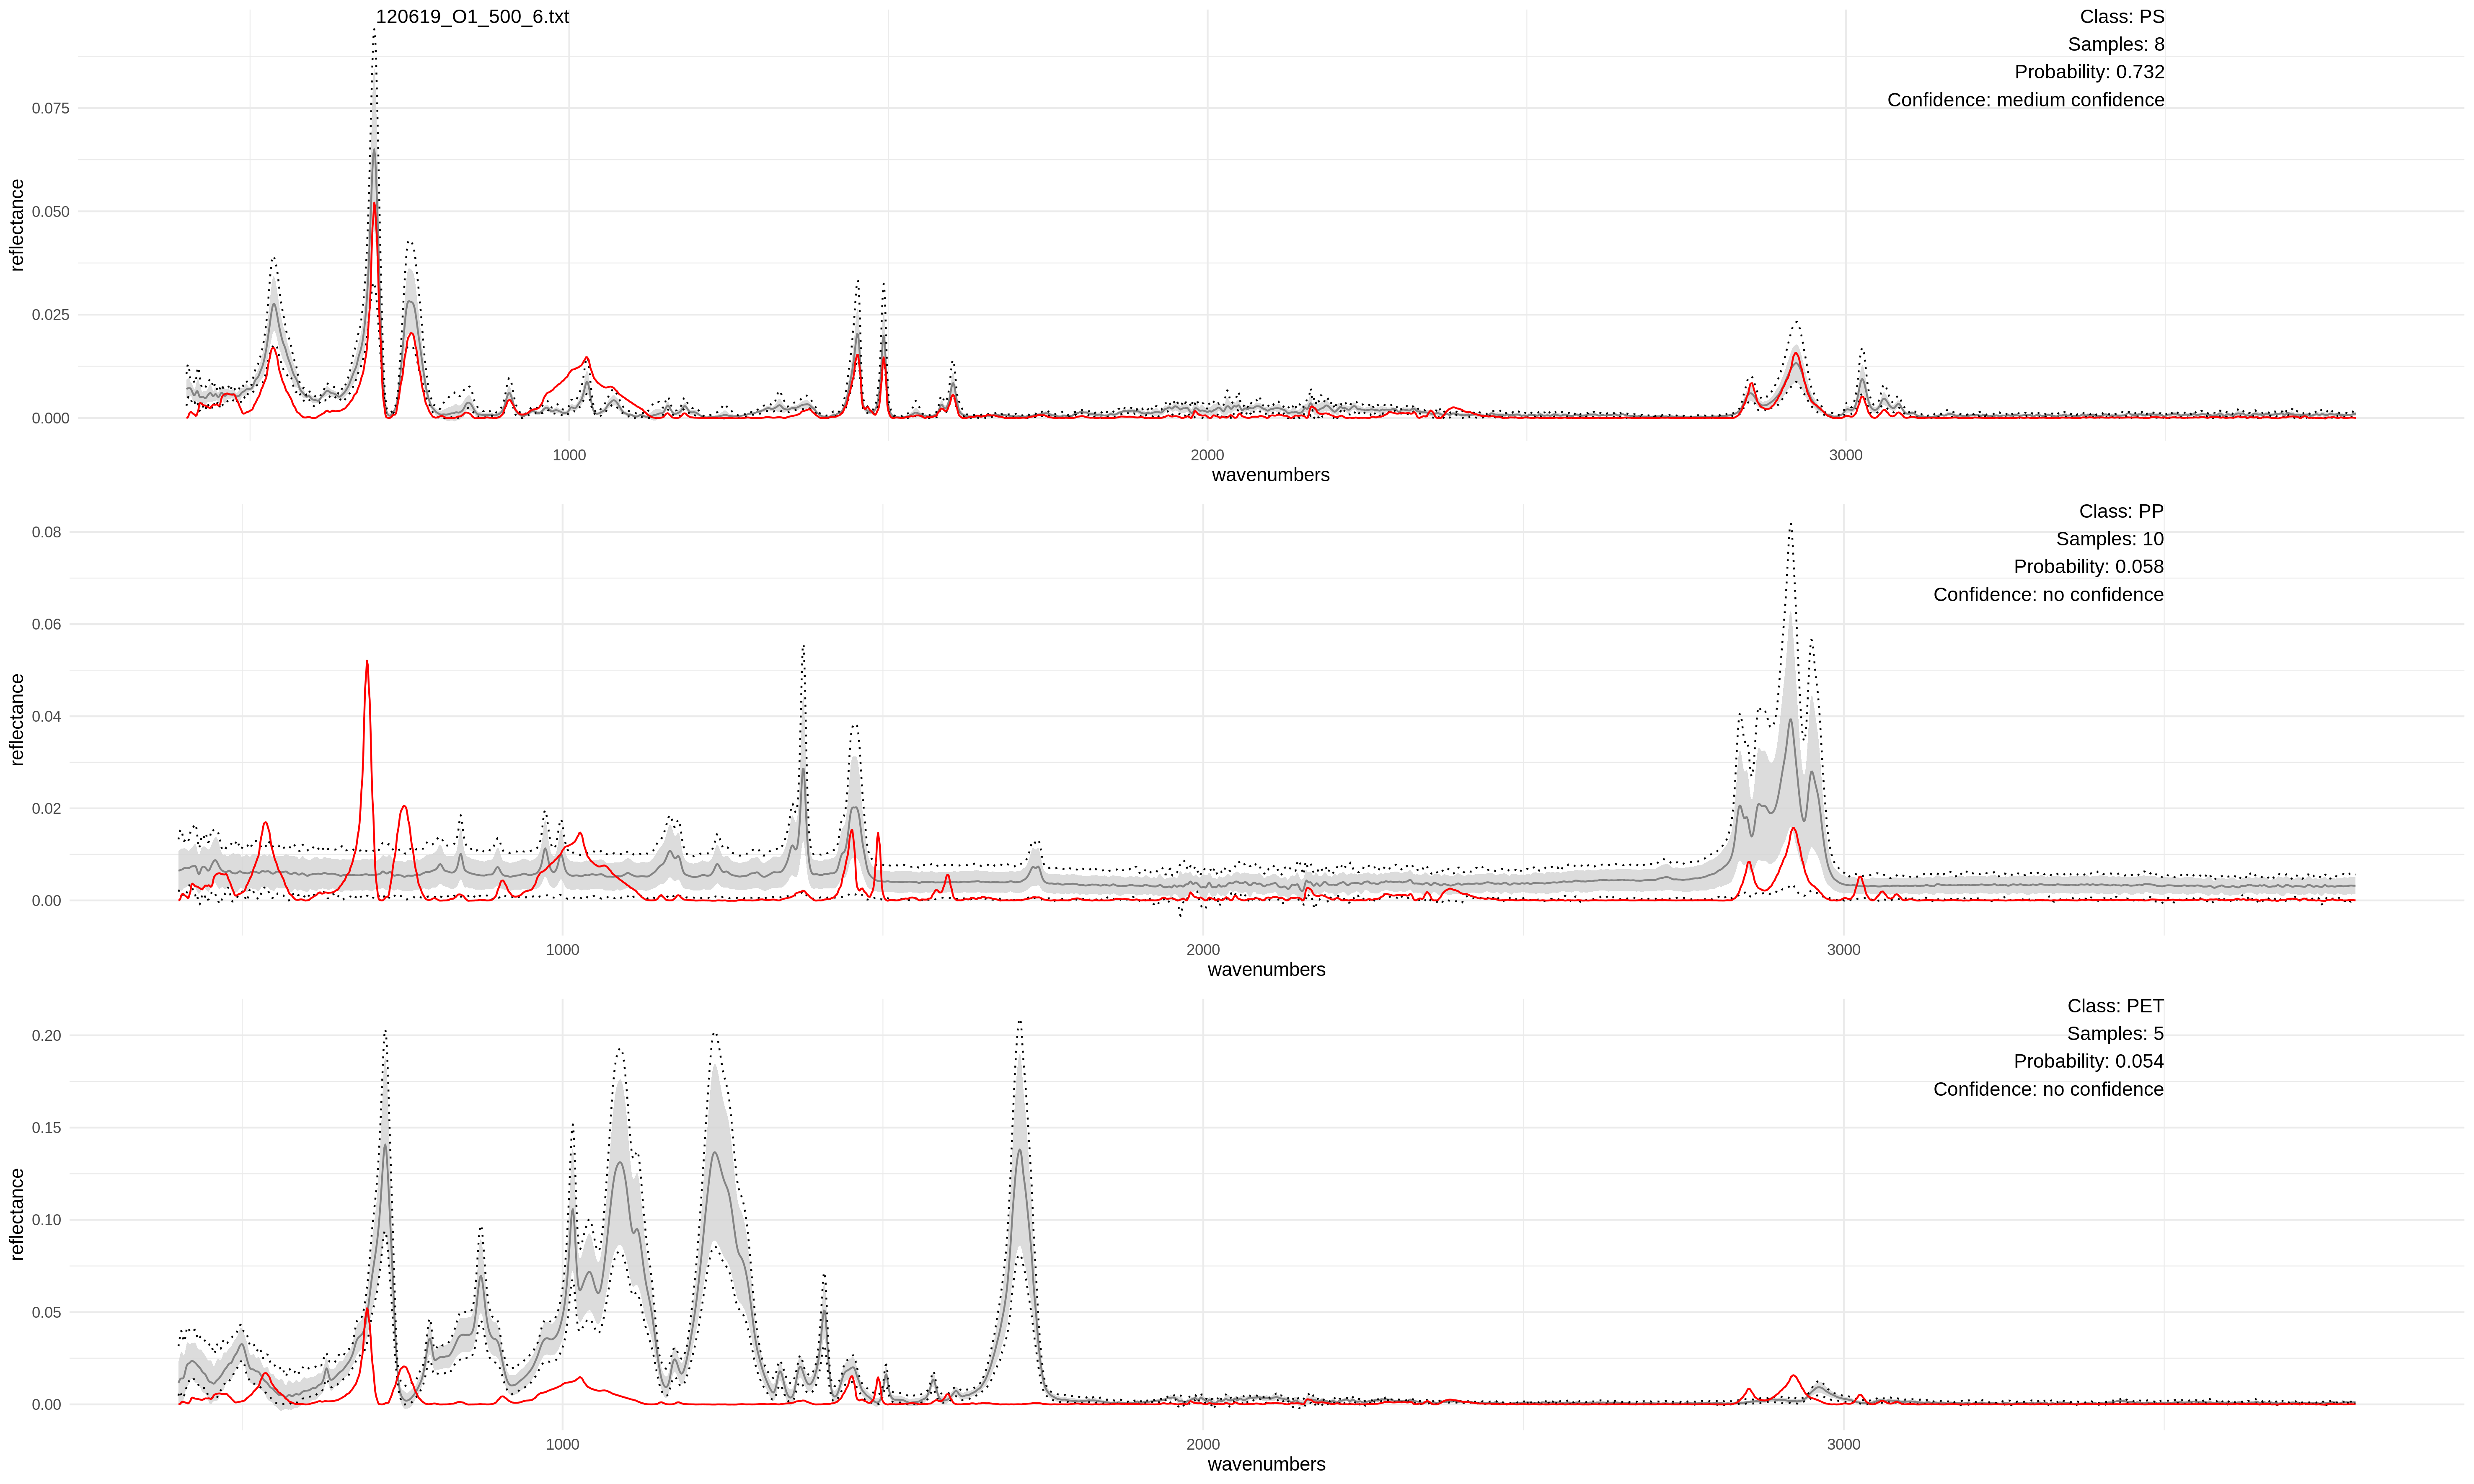 120619_O1_500_6.txt
Class: PS
Samples: 8
Probability: 0.732
Confidence: medium confidence
reflectance
0.075
0.050
0.025
0.000
1000
2000
3000
wavenumbers
Class: PP
Samples: 10
Probability: 0.058
Confidence: no confidence
reflectance
0.08
0.06
0.04
0.02
0.00
1000
2000
3000
wavenumbers
Class: PET
Samples: 5
Probability: 0.054
Confidence: no confidence
reflectance
0.20
0.15
0.10
0.05
0.00
1000
2000
3000
wavenumbers